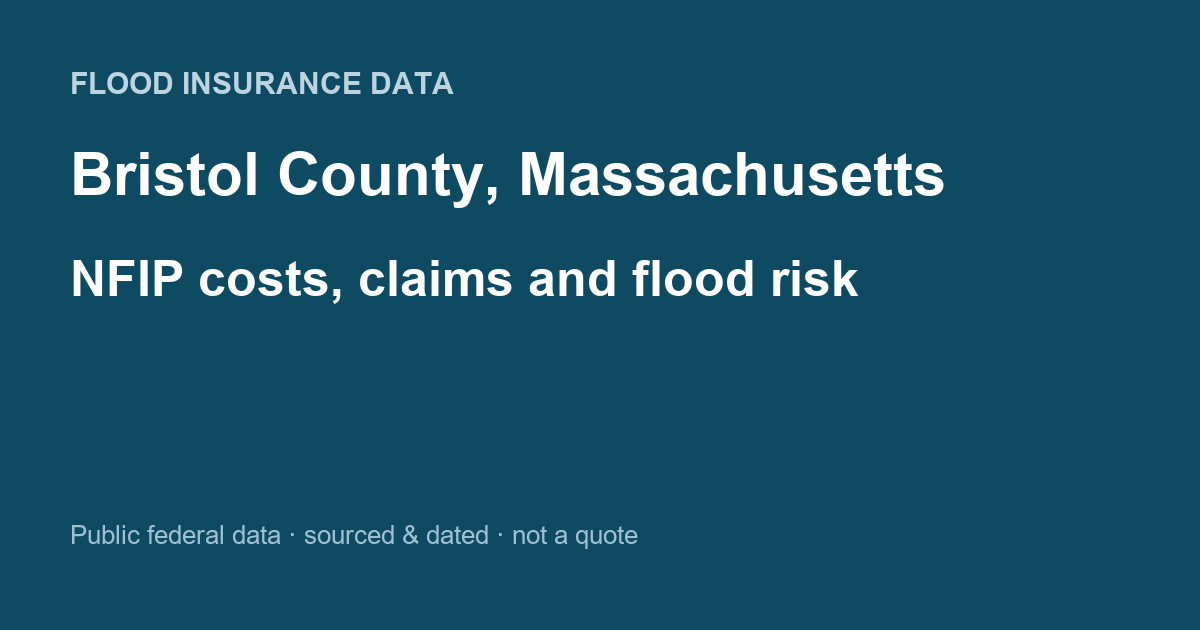 FLOOD INSURANCE DATA
Bristol County, Massachusetts
NFIP costs, claims and flood risk
Public federal data · sourced & dated · not a quote